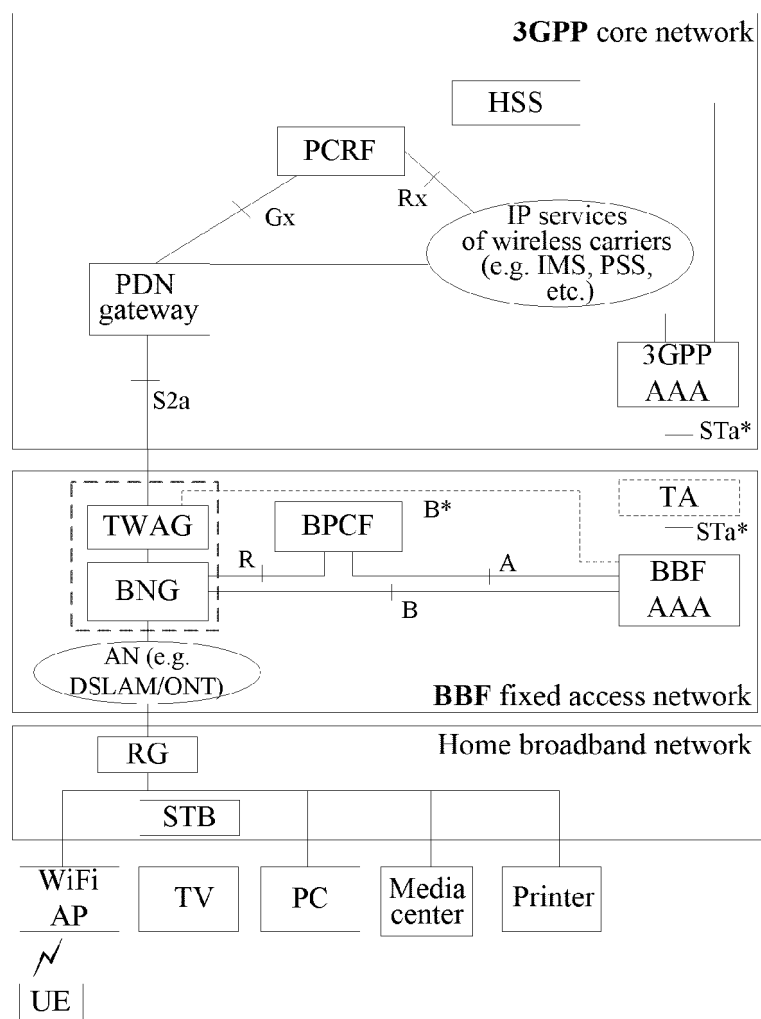 3GPP core network
HSS
PCRF
Rx
Gx
IP services
of wireless carriers
(e.g. IMS, PSS,
etc.)
PDN
gateway
3GPP
AAA
S2a
STa*
TWAG
BPCF
B*
TA
STa*
BNG
R
A
B
BBF
AAA
AN (e.g.
DSLAM/ONT)
BBF fixed access network
Home broadband network
RG
STB
WiFi
AP
TV
PC
Media
center
Printer
UE